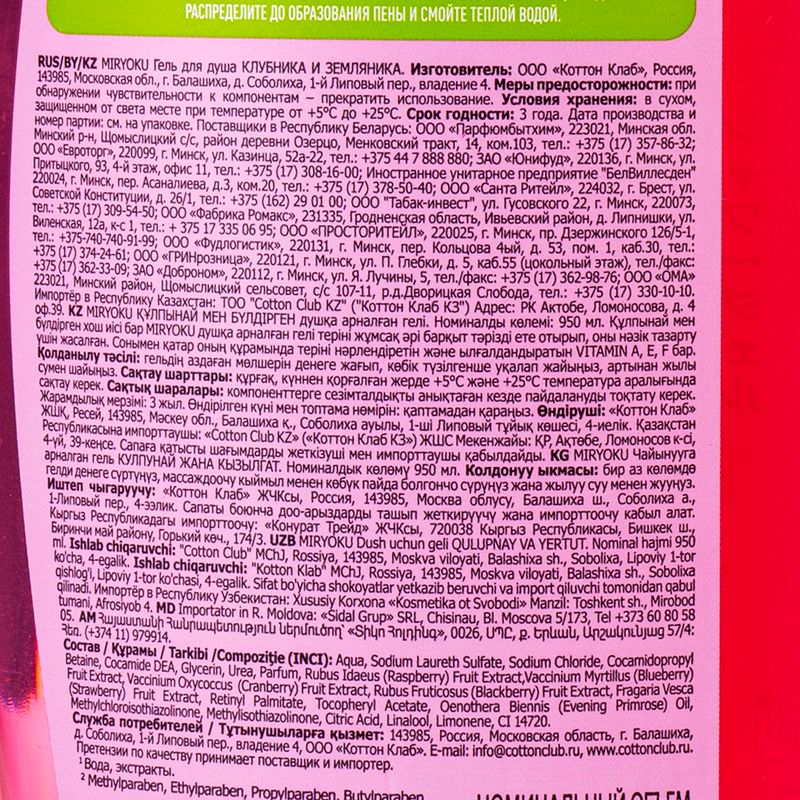 РАСПРЕДЕЛИТЕ ДО ОБРАЗОВАНИЯ ПЕНЫ И СМОЙТЕ ТЕПЛОЙ ВОДОЙ.
RUS/BY/KZ MIRYOKU Гель для душа КЛУБНИКА И ЗЕМЛЯНИКА. Изготовитель: ООО «Коттон Клаб», Россия,
143985, Московская обл., г. Балашиха, д. Соболиха, 1-й Липовый пер., владение 4. Меры предосторожности: при
обнаружении чувствительности к компонентам – прекратить использование. Условия хранения: в сухом,
защищенном от света месте при температуре от +5°С до +25°С. Срок годности: 3 года. Дата производства и
номер партии: см. на упаковке. Поставщики в Республику Беларусь: ООО «Парфюмбытхим», 223021, Минская обл.
Минский р-н, Щомыслицкий с/с, район деревни Озерцо, Менковский тракт, 14, ком.103, тел.: +375 (17) 357-86-32;
ООО «Евроторг», 220099, г. Минск, ул. Казинца, 52а-22, тел.: +375 44 7 888 880; ЗАО «Юнифуд», 220136, г. Минск, ул.
Притыцкого, 93, 4-й этаж, офис 11, тел.: +375 (17) 308-16-00; Иностранное унитарное предприятие "БелВиллесден"
220024, г. Минск, пер. Асаналиева, д.3, ком.20, тел.: +375 (17) 378-50-40; ООО «Санта Ритейл», 224032, г. Брест, ул.
Советской Конституции, д. 26/1, тел.: +375 (162) 29 01 00; ООО "Табак-инвест", ул. Гусовского 22, г. Минск, 220073,
тел.: +375 (17) 309-54-50; ООО «Фабрика Ромакс», 231335, Гродненская область, Ивьевский район, д. Липнишки, ул.
Виленская, 12а, к-с 1, тел.: + 375 17 335 06 95; ООО «ПРОСТОРИТЕЙЛ», 220025, г. Минск, пр. Дзержинского 126/5-1,
тел.: +375-740-740-91-99; ООО «Фудлогистик», 220131, г. Минск, пер. Кольцова 4ый, д. 53, пом. 1, каб.30, тел.:
+375 (17) 374-24-61; ООО «ГРИНрозница», 220121, г. Минск, ул. П. Глебки, д. 5, каб.55 (цокольный этаж), тел./факс:
+375 (17) 362-33-09; ЗАО «Доброном», 220112, г. Минск, ул. Я. Лучины, 5, тел./факс: +375 (17) 362-98-76; ООО «ОМА»
223021, Минский район, Щомыслицкий сельсовет, с/с 107-11, р.д.Дворицкая Слобода, тел.: +375 (17) 330-10-10.
Импортёр в Республику Казахстан: ТОО "Cotton Club KZ" ("Коттон Клаб КЗ") Адрес: РК Актобе, Ломоносова, д. 4
оф.39. KZ MIRYOKU ҚҰЛПЫНАЙ МЕН БҮЛДІРГЕН душқа арналған гелі. Номиналды көлемі: 950 мл. Құлпынай мен
бүлдірген хош иісі бар MIRYOKU душқа арналған гелі теріні жұмсақ әрі барқыт тәрізді ете отырып, оны нәзік тазарту
үшін жасалған. Сонымен қатар оның құрамында теріні нәрлендіретін және ылғалдандыратын VITAMIN A, E, F бар.
Қолданылу тәсілі: гельдің аздаған мөлшерін денеге жағып, көбік түзілгенше уқалап жайыңыз, артынан жылы
сумен шайыңыз. Сақтау шарттары: құрғақ, күннен қорғалған жерде +5°С және +25°С температура аралығында
сақтау керек. Сақтық шаралары: компоненттерге сезімталдықты анықтаған кезде пайдалануды тоқтату керек.
Жарамдылық мерзімі: 3 жыл. Өндірілген күні мен топтама нөмірін: қаптамадан қараңыз. Өндіруші: «Коттон Клаб»
ЖШҚ, Ресей, 143985, Мәскеу обл., Балашиха қ., Соболиха ауылы, 1-ші Липовый тұйық көшесі, 4-иелік. Қазақстан
Республикасына импорттаушы: «Cotton Club KZ» («Коттон Клаб КЗ») ЖШС Мекенжайы: ҚР, Ақтөбе, Ломоносов к-сі,
4-үй, 39-кеңсе. Сапаға қатысты шағымдарды жеткізуші мен импорттаушы қабылдайды. KG MIRYOKU Чайынууга
арналган гель КУЛПУНАЙ ЖАНА КЫЗЫЛГАТ. Номиналдык көлөмү 950 мл. Колдонуу ыкмасы: бир аз көлөмдө
гелди денеге сүртүңүз, массаждоочу кыймыл менен көбүк пайда болгончо сүрүңүз жана жылуу суу менен жууңуз.
Иштеп чыгаруучу: «Коттон Клаб» ЖЧКсы, Россия, 143985, Москва облусу, Балашиха ш., Соболиха а.,
1-Липовый пер., 4-ээлик. Сапаты боюнча доо-арыздарды ташып жеткирүүчү жана импорттоочу кабыл алат.
Кыргыз Республикадагы импорттоочу: «Конурат Трейд» ЖЧКсы, 720038 Кыргыз Республикасы, Бишкек ш.,
Биринчи май району, Горький көч., 174/3. UZB MIRYOKU Dush uchun geli QULUPNAY VA YERTUT. Nominal hajmi 950
ml. Ishlab chiqaruvchi: "Cotton Club" MChJ, Rossiya, 143985, Moskva viloyati, Balashixa sh., Sobolixa, Lipoviy 1-tor
ko'cha, 4-egalik. Ishlab chiqaruvchi: "Kotton Klab" MChJ, Rossiya, 143985, Moskva viloyati, Balashixa sh., Sobolixa
qishlog'i, Lipoviy 1-tor ko'chasi, 4-egalik. Sifat bo'yicha shokoyatlar yetkazib beruvchi va import qiluvchi tomonidan qabul
qilinadi. Импортёр в Республику Узбекистан: Xususiy Korxona «Kosmetika ot Svobodi» Manzil: Toshkent sh., Mirobod
tumani, Afrosiyob 4. MD Importator in R. Moldova: «Sidal Grup» SRL, Chisinau, Bl. Moscova 5/173, Tel +373 60 80 58
05. AM Հայաստանի Հանրապետություն ներմուծող՝ «Տիկո Հոլդինգ», 0026, ՍՊԸ, ք. Երևան, Արշակունյաց 57/4:
Հեռ. (+374 11) 979914.
Состав / Құрамы / Tarkibi /Compoziție (INCI): Aqua, Sodium Laureth Sulfate, Sodium Chloride, Cocamidopropyl
Betaine, Cocamide DEA, Glycerin, Urea, Parfum, Rubus Idaeus (Raspberry) Fruit Extract,Vaccinium Myrtillus (Blueberry)
Fruit Extract, Vaccinium Oxycoccus (Cranberry) Fruit Extract, Rubus Fruticosus (Blackberry) Fruit Extract, Fragaria Vesca
(Strawberry) Fruit Extract, Retinyl Palmitate, Tocopheryl Acetate, Oenothera Biennis (Evening Primrose) Oil,
Methylchloroisothiazolinone, Methylisothiazolinone, Citric Acid, Linalool, Limonene, CI 14720.
Служба потребителей / Тұтынушыларға қызмет: 143985, Россия, Московская область, г. Балашиха,
д. Соболиха, 1-й Липовый пер., владение 4, ООО «Коттон Клаб». E-mail: info@cottonclub.ru, www.cottonclub.ru.
Претензии по качеству принимает поставщик и импортер.
¹ Вода, экстракты.
² Methylparaben, Ethylparaben, Propylparaben, Butylparaben
НОМИНАЛЬНЫЙ ОБЪЕМ